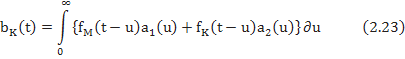 b_K(t) = ∫_0^∞ {f_M(t−u)a_1(u) + f_K(t−u)a_2(u)}∂u (2.23)